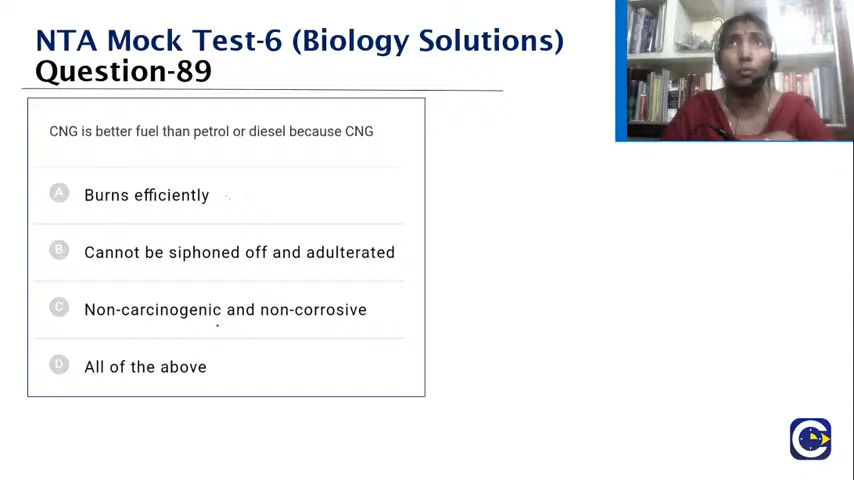 NTA Mock Test-6 (Biology Solutions)
Question-89
CNG is better fuel than petrol or diesel because CNG
A Burns efficiently
B Cannot be siphoned off and adulterated
C Non-carcinogenic and non-corrosive
D All of the above